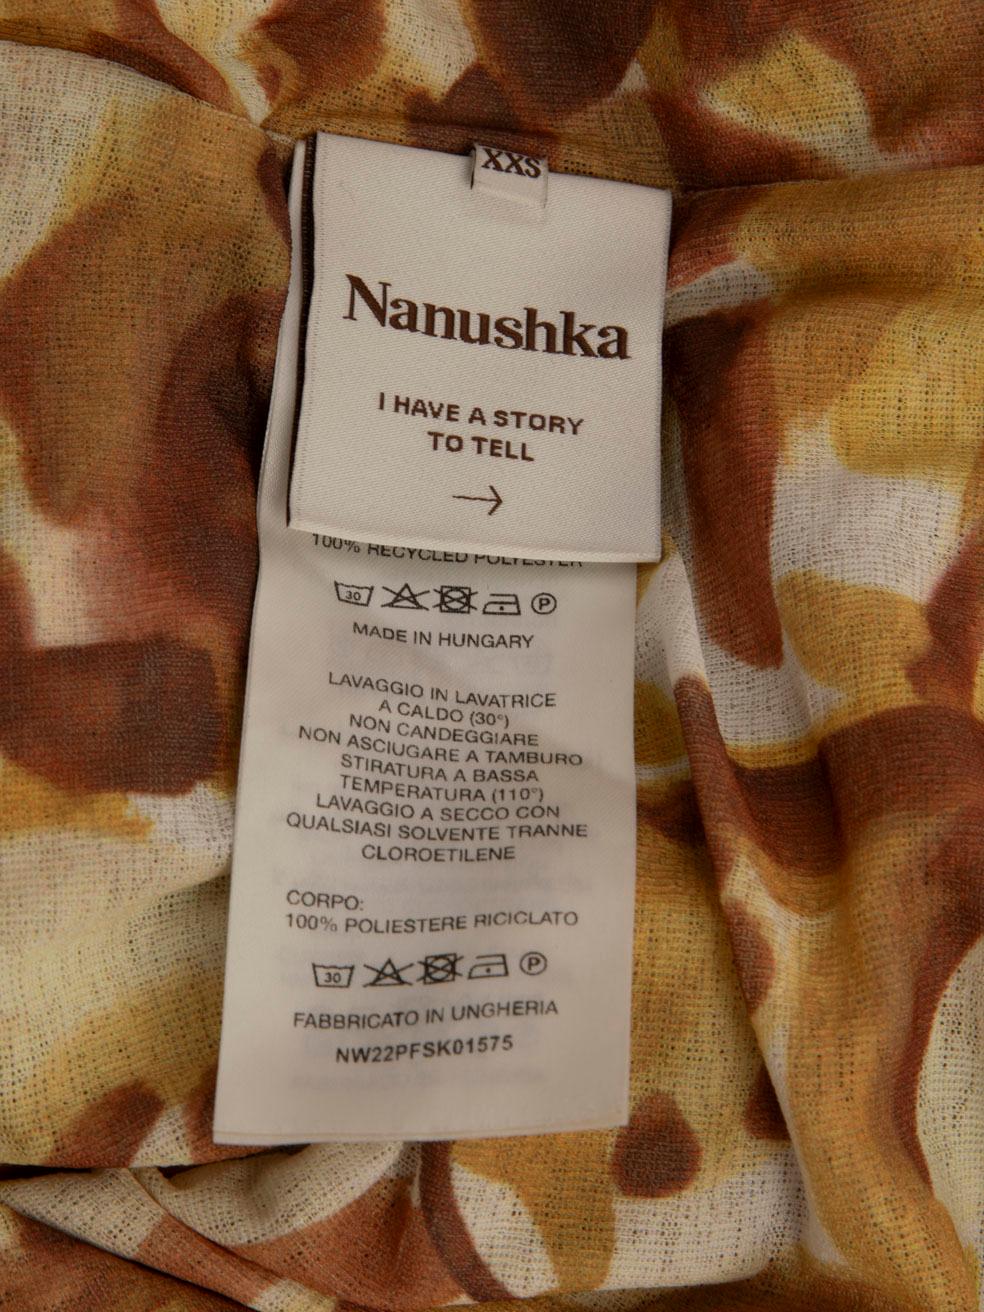 XXS
Nanushka
I HAVE A STORY
TO TELL
100% RECYCLED POLYESTER
30 P
MADE IN HUNGARY
LAVAGGIO IN LAVATRICE
A CALDO (30°)
NON CANDEGGIARE
NON ASCIUGARE A TAMBURO
STIRATURA A BASSA
TEMPERATURA (110°)
LAVAGGIO A SECCO CON
QUALSIASI SOLVENTE TRANNE
CLOROETILENE
CORPO:
100% POLIESTERE RICICLATO
30 P
FABBRICATO IN UNGHERIA
NW22PFSK01575